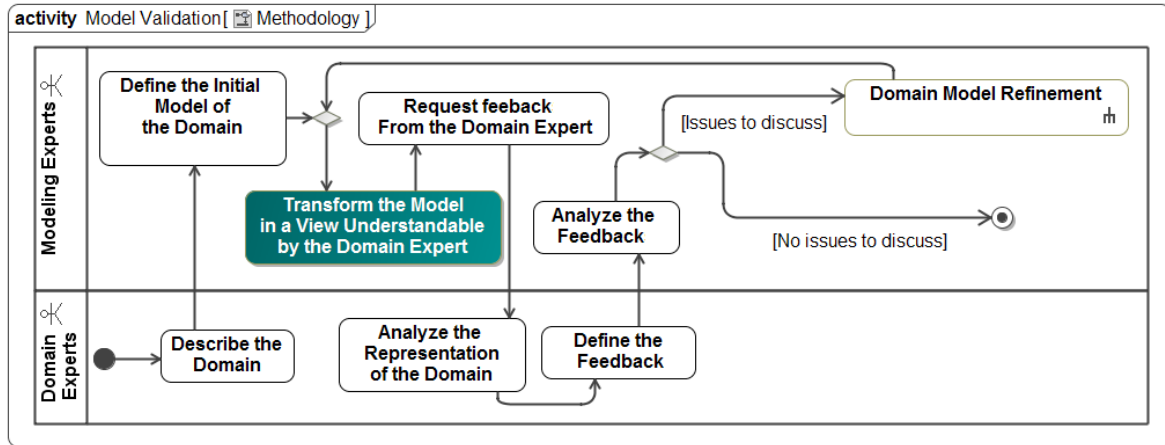 activity Model Validation[ Methodology ]
Modeling Experts
Define the Initial
Model of
the Domain
Request feeback
From the Domain Expert
Domain Model Refinement
[Issues to discuss]
Transform the Model
in a View Understandable
by the Domain Expert
Analyze the
Feedback
[No issues to discuss]
Domain
Experts
Describe the
Domain
Analyze the
Representation
of the Domain
Define the
Feedback